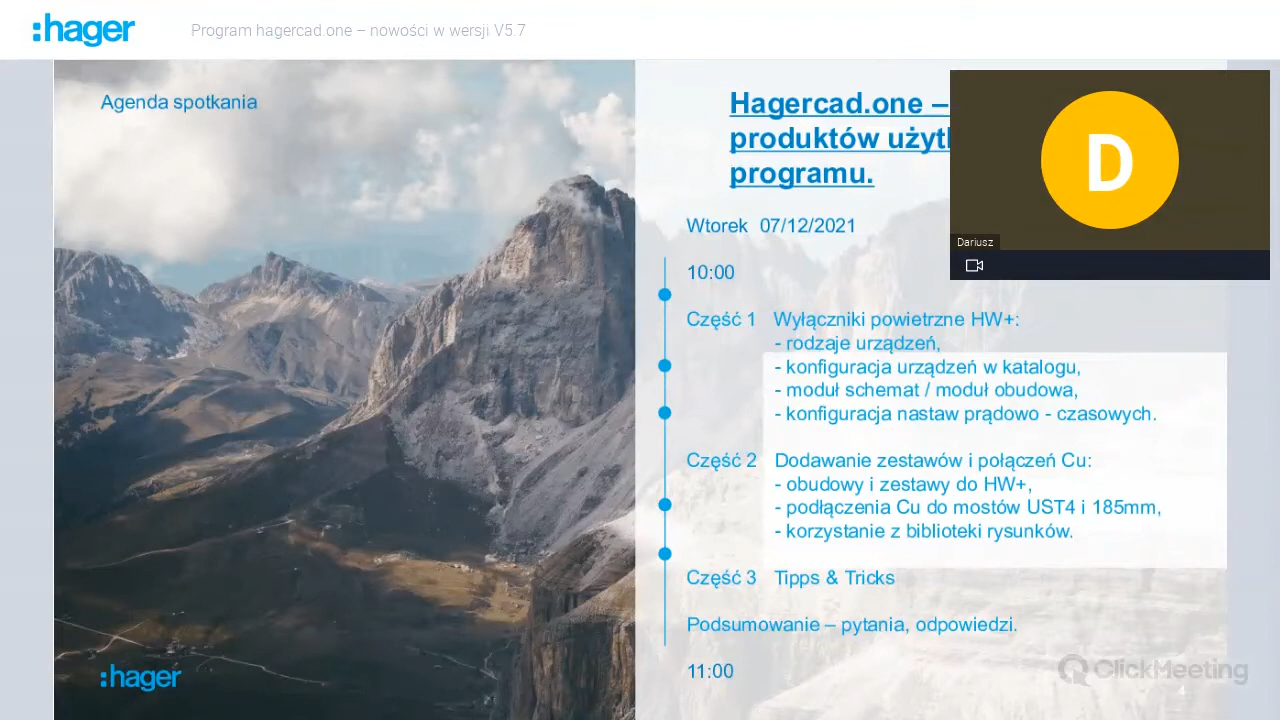 :hager
Program hagercad.one – nowości w wersji V5.7
Agenda spotkania
Hagercad.one –
produktów
programu.
D
Dariusz
Wtorek 07/12/2021
10:00
Część 1 Wyłączniki powietrzne HW+:
- rodzaje urządzeń,
- konfiguracja urządzeń w katalogu,
- moduł schemat / moduł obudowa,
- konfiguracja nastaw prądowo - czasowych.
Część 2 Dodawanie zestawów i połączeń Cu:
- obudowy i zestawy do HW+,
- podłączenia Cu do mostów UST4 i 185mm,
- korzystanie z biblioteki rysunków.
Część 3 Tipps & Tricks
Podsumowanie – pytania, odpowiedzi.
11:00
:hager
ClickMeeting
4